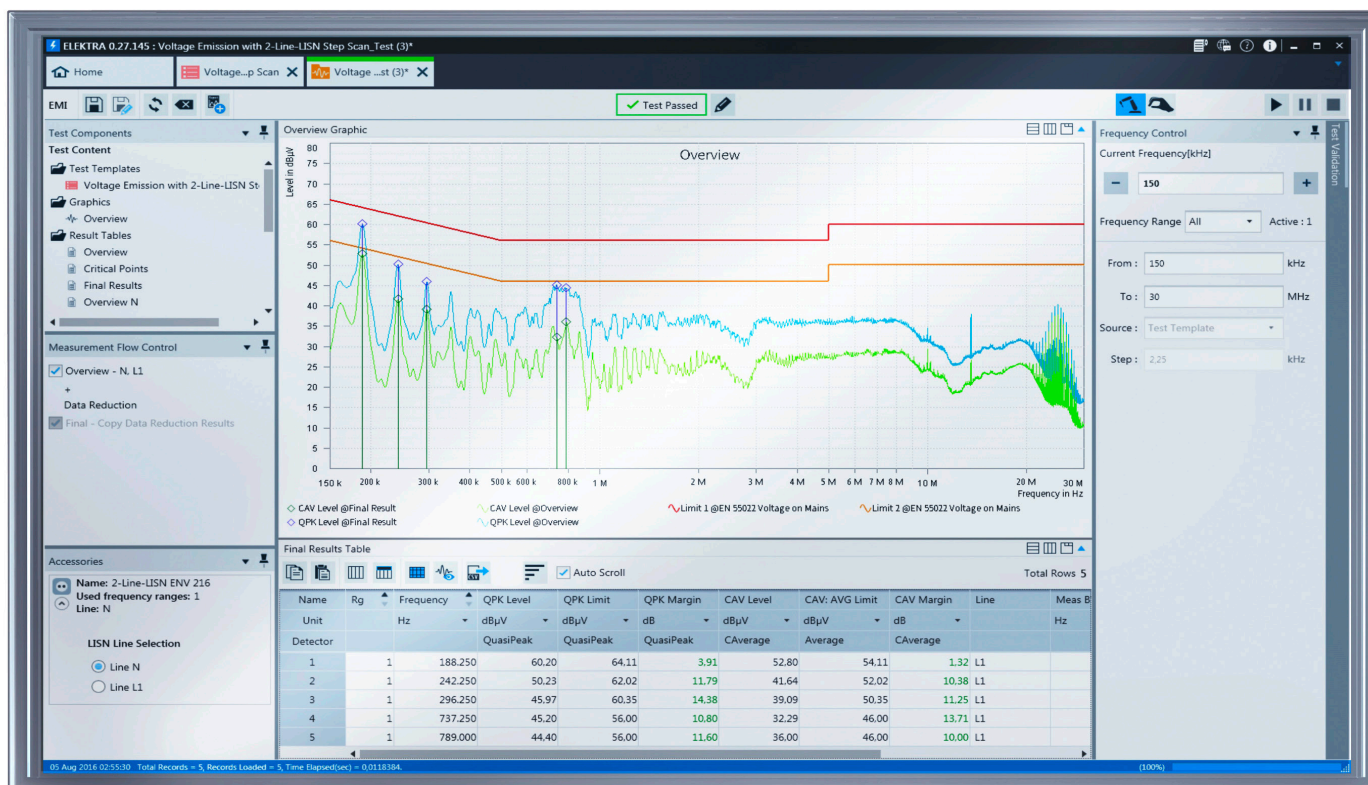 ELEKTRA 0.27.145 : Voltage Emission with 2-Line-LISN Step Scan_Test (3)*
Home
Voltage...p Scan
Voltage ...st (3)*
EMI
Test Passed
Test Components
Test Content
Test Templates
Voltage Emission with 2-Line-LISN St
Graphics
Overview
Result Tables
Overview
Critical Points
Final Results
Overview N
Measurement Flow Control
Overview - N, L1
+
Data Reduction
Final - Copy Data Reduction Results
Accessories
Name: 2-Line-LISN ENV 216
Used frequency ranges: 1
Line: N
LISN Line Selection
Line N
Line L1
Overview Graphic
Overview
Level in dBµV
80
75
70
65
60
55
50
45
40
35
30
25
20
15
10
5
0
150 k 200 k 300 k 400 k 500 k 600 k 800 k 1 M 2 M 3 M 4 M 5 M 6 M 7 M 8 M 10 M 20 M 30 M
Frequency in Hz
CAV Level @Final Result CAV Level @Overview Limit 1 @EN 55022 Voltage on Mains Limit 2 @EN 55022 Voltage on Mains
QPK Level @Final Result QPK Level @Overview
Final Results Table
CSV
Auto Scroll
Total Rows 5
Name Rg Frequency QPK Level QPK Limit QPK Margin CAV Level CAV: AVG Limit CAV Margin Line Meas B
Unit Hz dBµV dBµV dB dBµV dBµV dB Hz
Detector QuasiPeak QuasiPeak QuasiPeak CAverage Average CAverage
1 1 188.250 60,20 64,11 3,91 52,80 54,11 1,32 L1
2 1 242.250 50,23 62,02 11,79 41,64 52,02 10,38 L1
3 1 296.250 45,97 60,35 14,38 39,09 50,35 11,25 L1
4 1 737.250 45,20 56,00 10,80 32,29 46,00 13,71 L1
5 1 789.000 44,40 56,00 11,60 36,00 46,00 10,00 L1
Frequency Control
Current Frequency[kHz]
150
Frequency Range All Active : 1
From : 150 kHz
To : 30 MHz
Source : Test Template
Step : 2.25 kHz
Test Validation
05 Aug 2016 02:55:30 Total Records = 5, Records Loaded = 5, Time Elapsed(sec) = 0,0118384.
(100%)